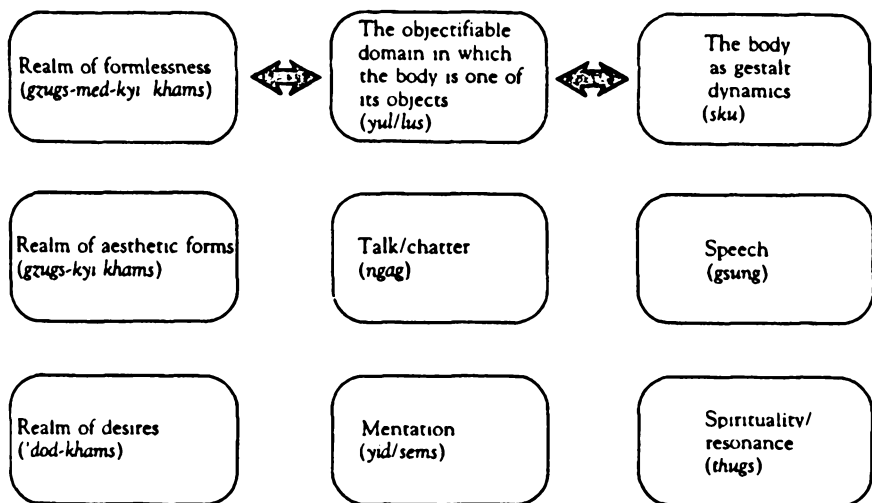 Realm of formlessness
(gzugs-med-kyi khams)
The objectifiable
domain in which
the body is one of
its objects
(yul/lus)
The body
as gestalt
dynamics
(sku)
Realm of aesthetic forms
(gzugs-kyi khams)
Talk/chatter
(ngag)
Speech
(gsung)
Realm of desires
('dod-khams)
Mentation
(yid/sems)
Spirituality/
resonance
(thugs)